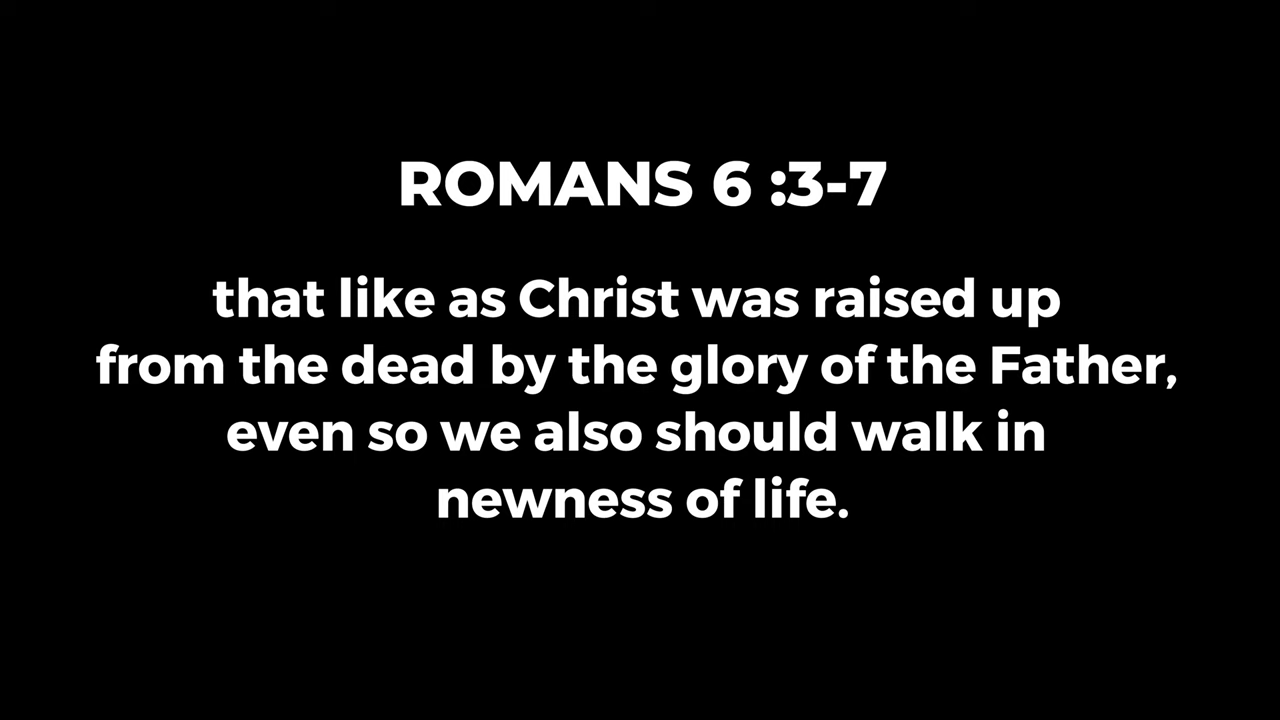 ROMANS 6 :3-7
that like as Christ was raised up
from the dead by the glory of the Father,
even so we also should walk in
newness of life.